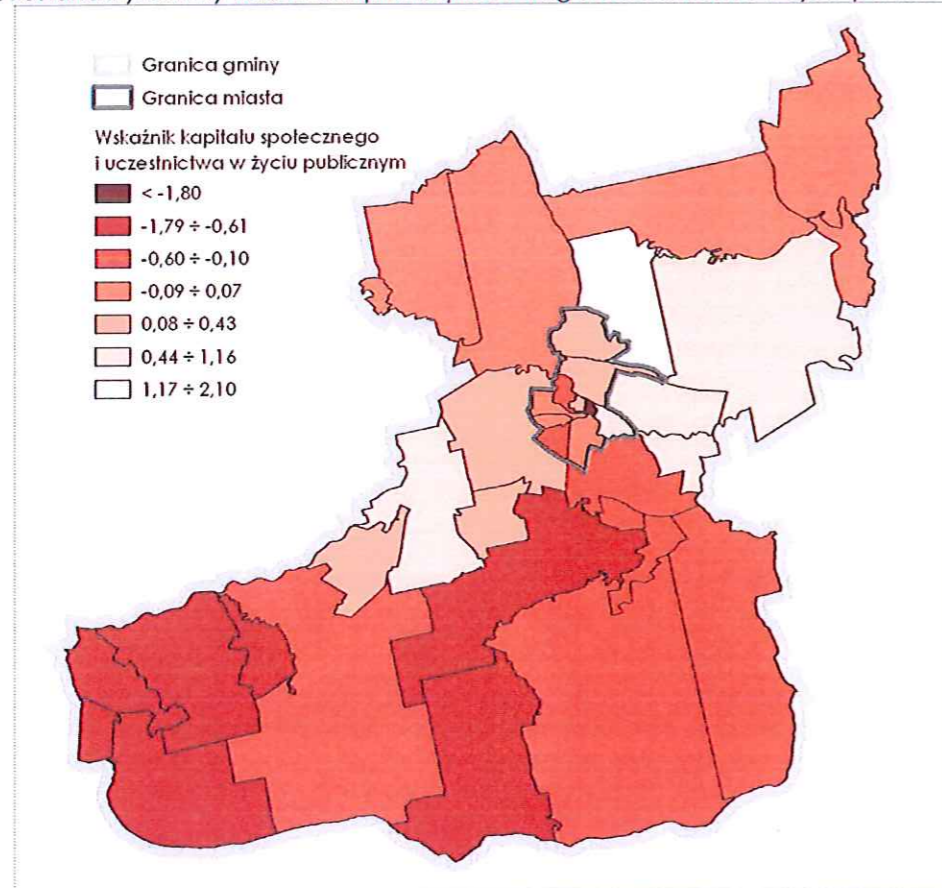 Granica gminy
Granica miasta
Wskaźnik kapitału społecznego
i uczestnictwa w życiu publicznym
< -1,80
-1,79 ÷ -0,61
-0,60 ÷ -0,10
-0,09 ÷ 0,07
0,08 ÷ 0,43
0,44 ÷ 1,16
1,17 ÷ 2,10